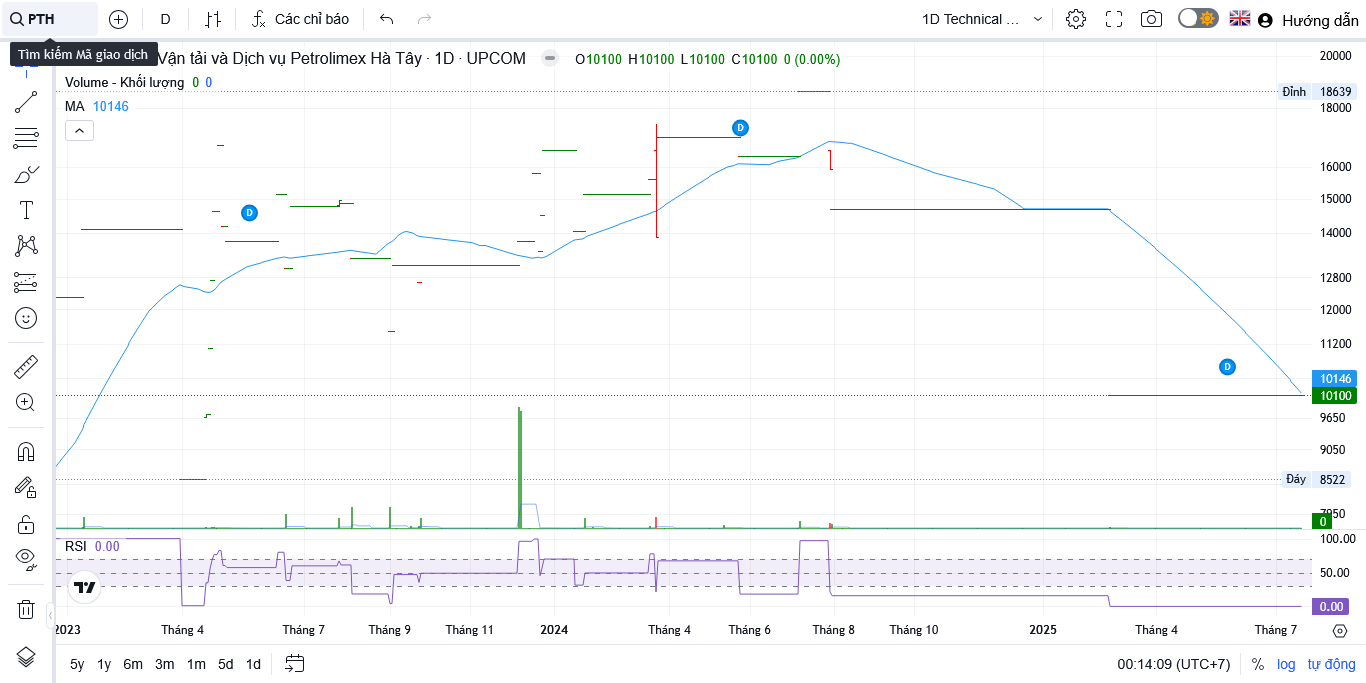 PTH
D
Các chỉ báo
1D Technical ...
Hướng dẫn
Tìm kiếm Mã giao dịch
Vận tải và Dịch vụ Petrolimex Hà Tây · 1D · UPCOM
O10100 H10100 L10100 C10100 0 (0.00%)
Volume - Khối lượng 0 0
MA 10146
D
D
D
20000
Đỉnh 18639
18000
16000
15000
14000
12800
12000
11200
10146
10100
9650
9050
Đáy 8522
7950
0
RSI 0.00
100.00
50.00
0.00
2023 Tháng 4 Tháng 7 Tháng 9 Tháng 11 2024 Tháng 4 Tháng 6 Tháng 8 Tháng 10 2025 Tháng 4 Tháng 7
5y 1y 6m 3m 1m 5d 1d
00:14:09 (UTC+7) % log tự động